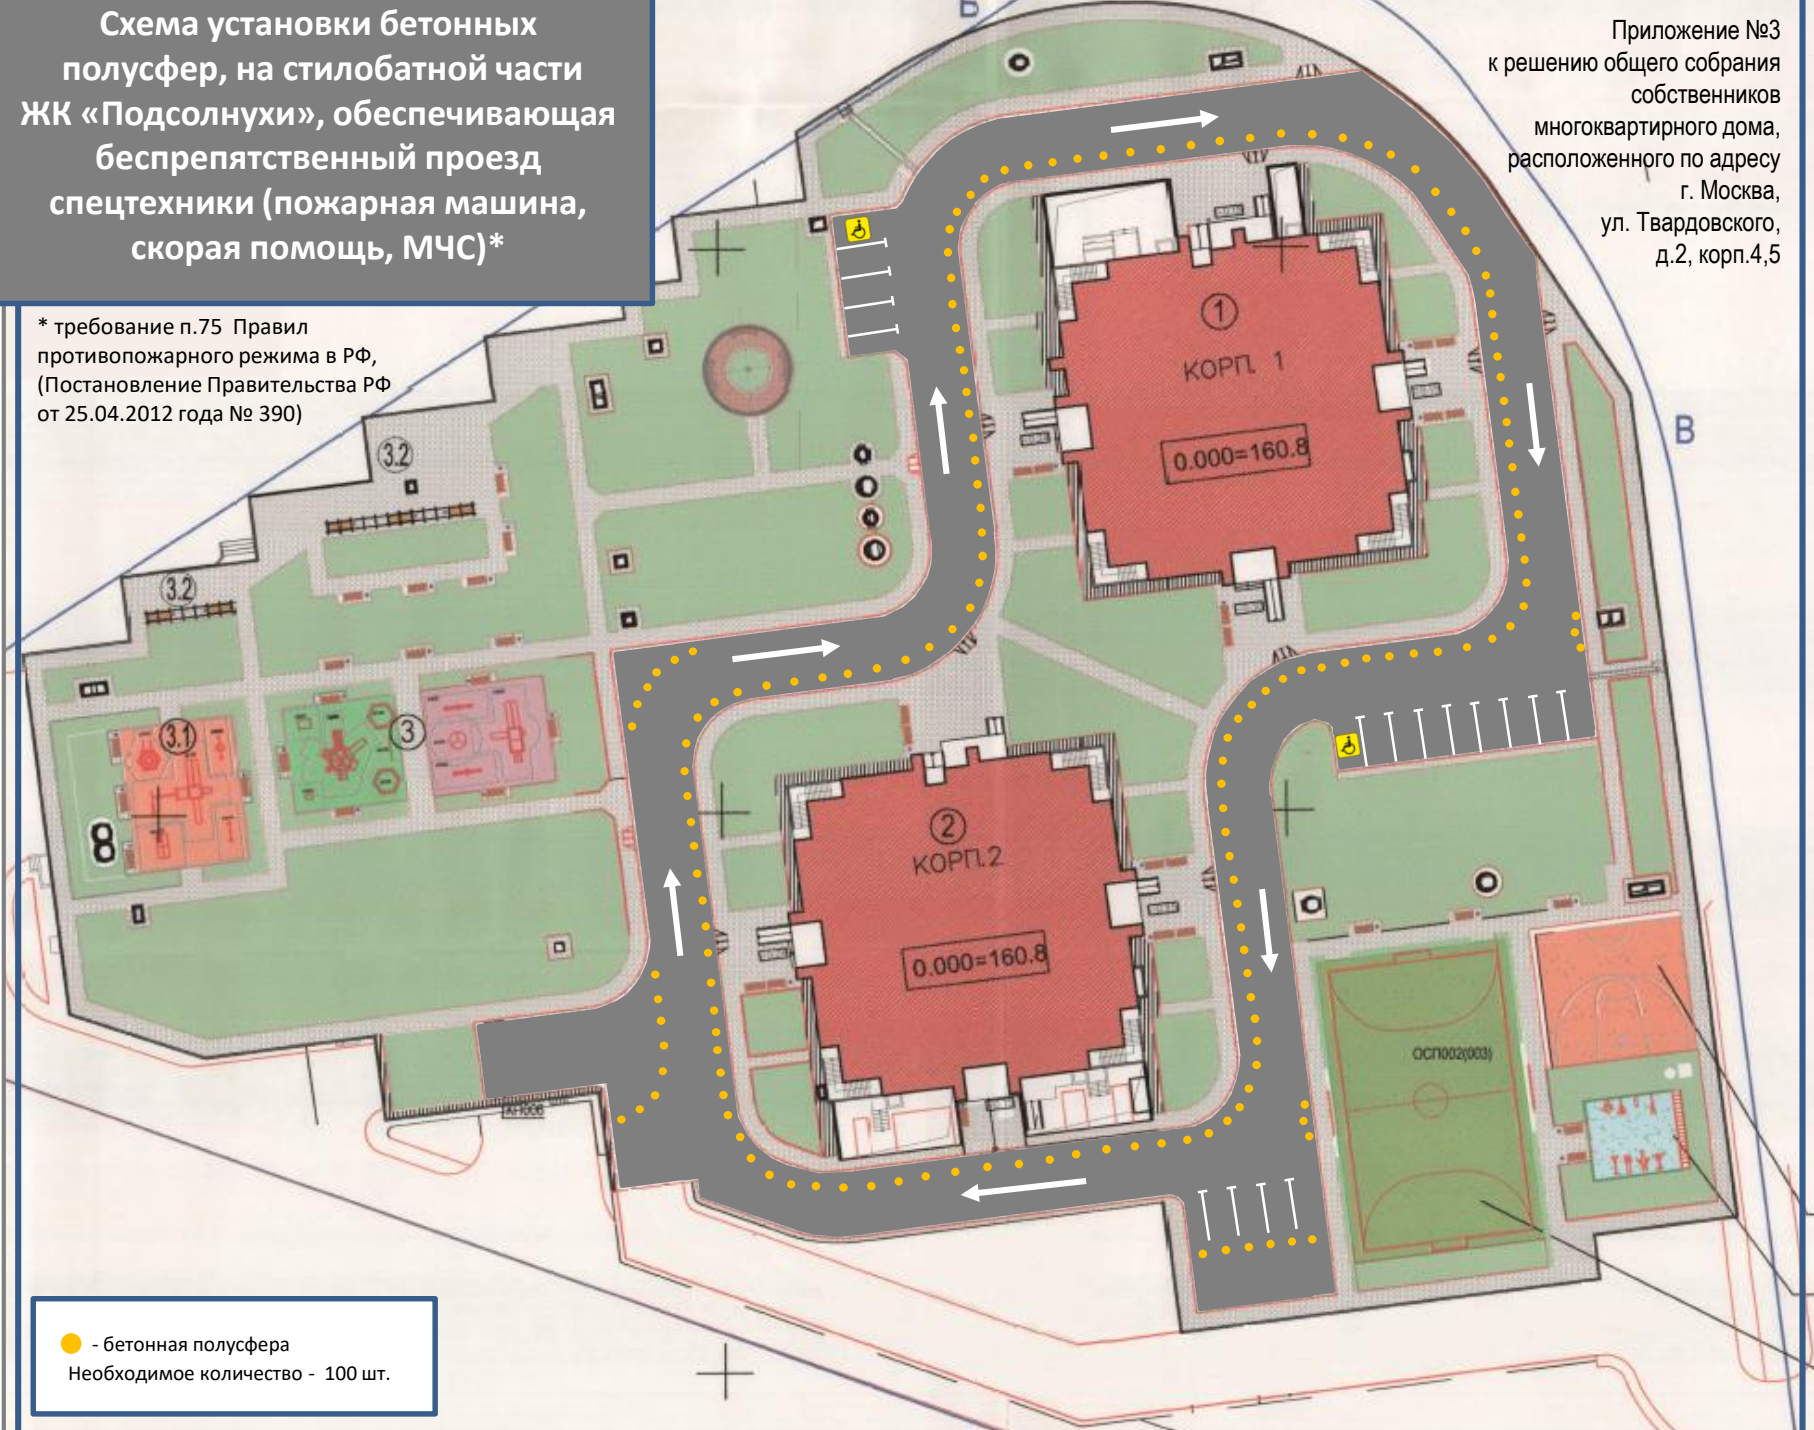 Схема установки бетонных
полусфер, на стилобатной части
ЖК «Подсолнухи», обеспечивающая
беспрепятственный проезд
спецтехники (пожарная машина,
скорая помощь, МЧС)*
Приложение №3
к решению общего собрания
собственников
многоквартирного дома,
расположенного по адресу
г. Москва,
ул. Твардовского,
д.2, корп.4,5
* требование п.75 Правил
противопожарного режима в РФ,
(Постановление Правительства РФ
от 25.04.2012 года № 390)
Б
В
1
КОРП. 1
0.000=160.8
3.2
3.2
3.1
3
8
2
КОРП.2
0.000=160.8
ОСП002(003)
- бетонная полусфера
Необходимое количество - 100 шт.